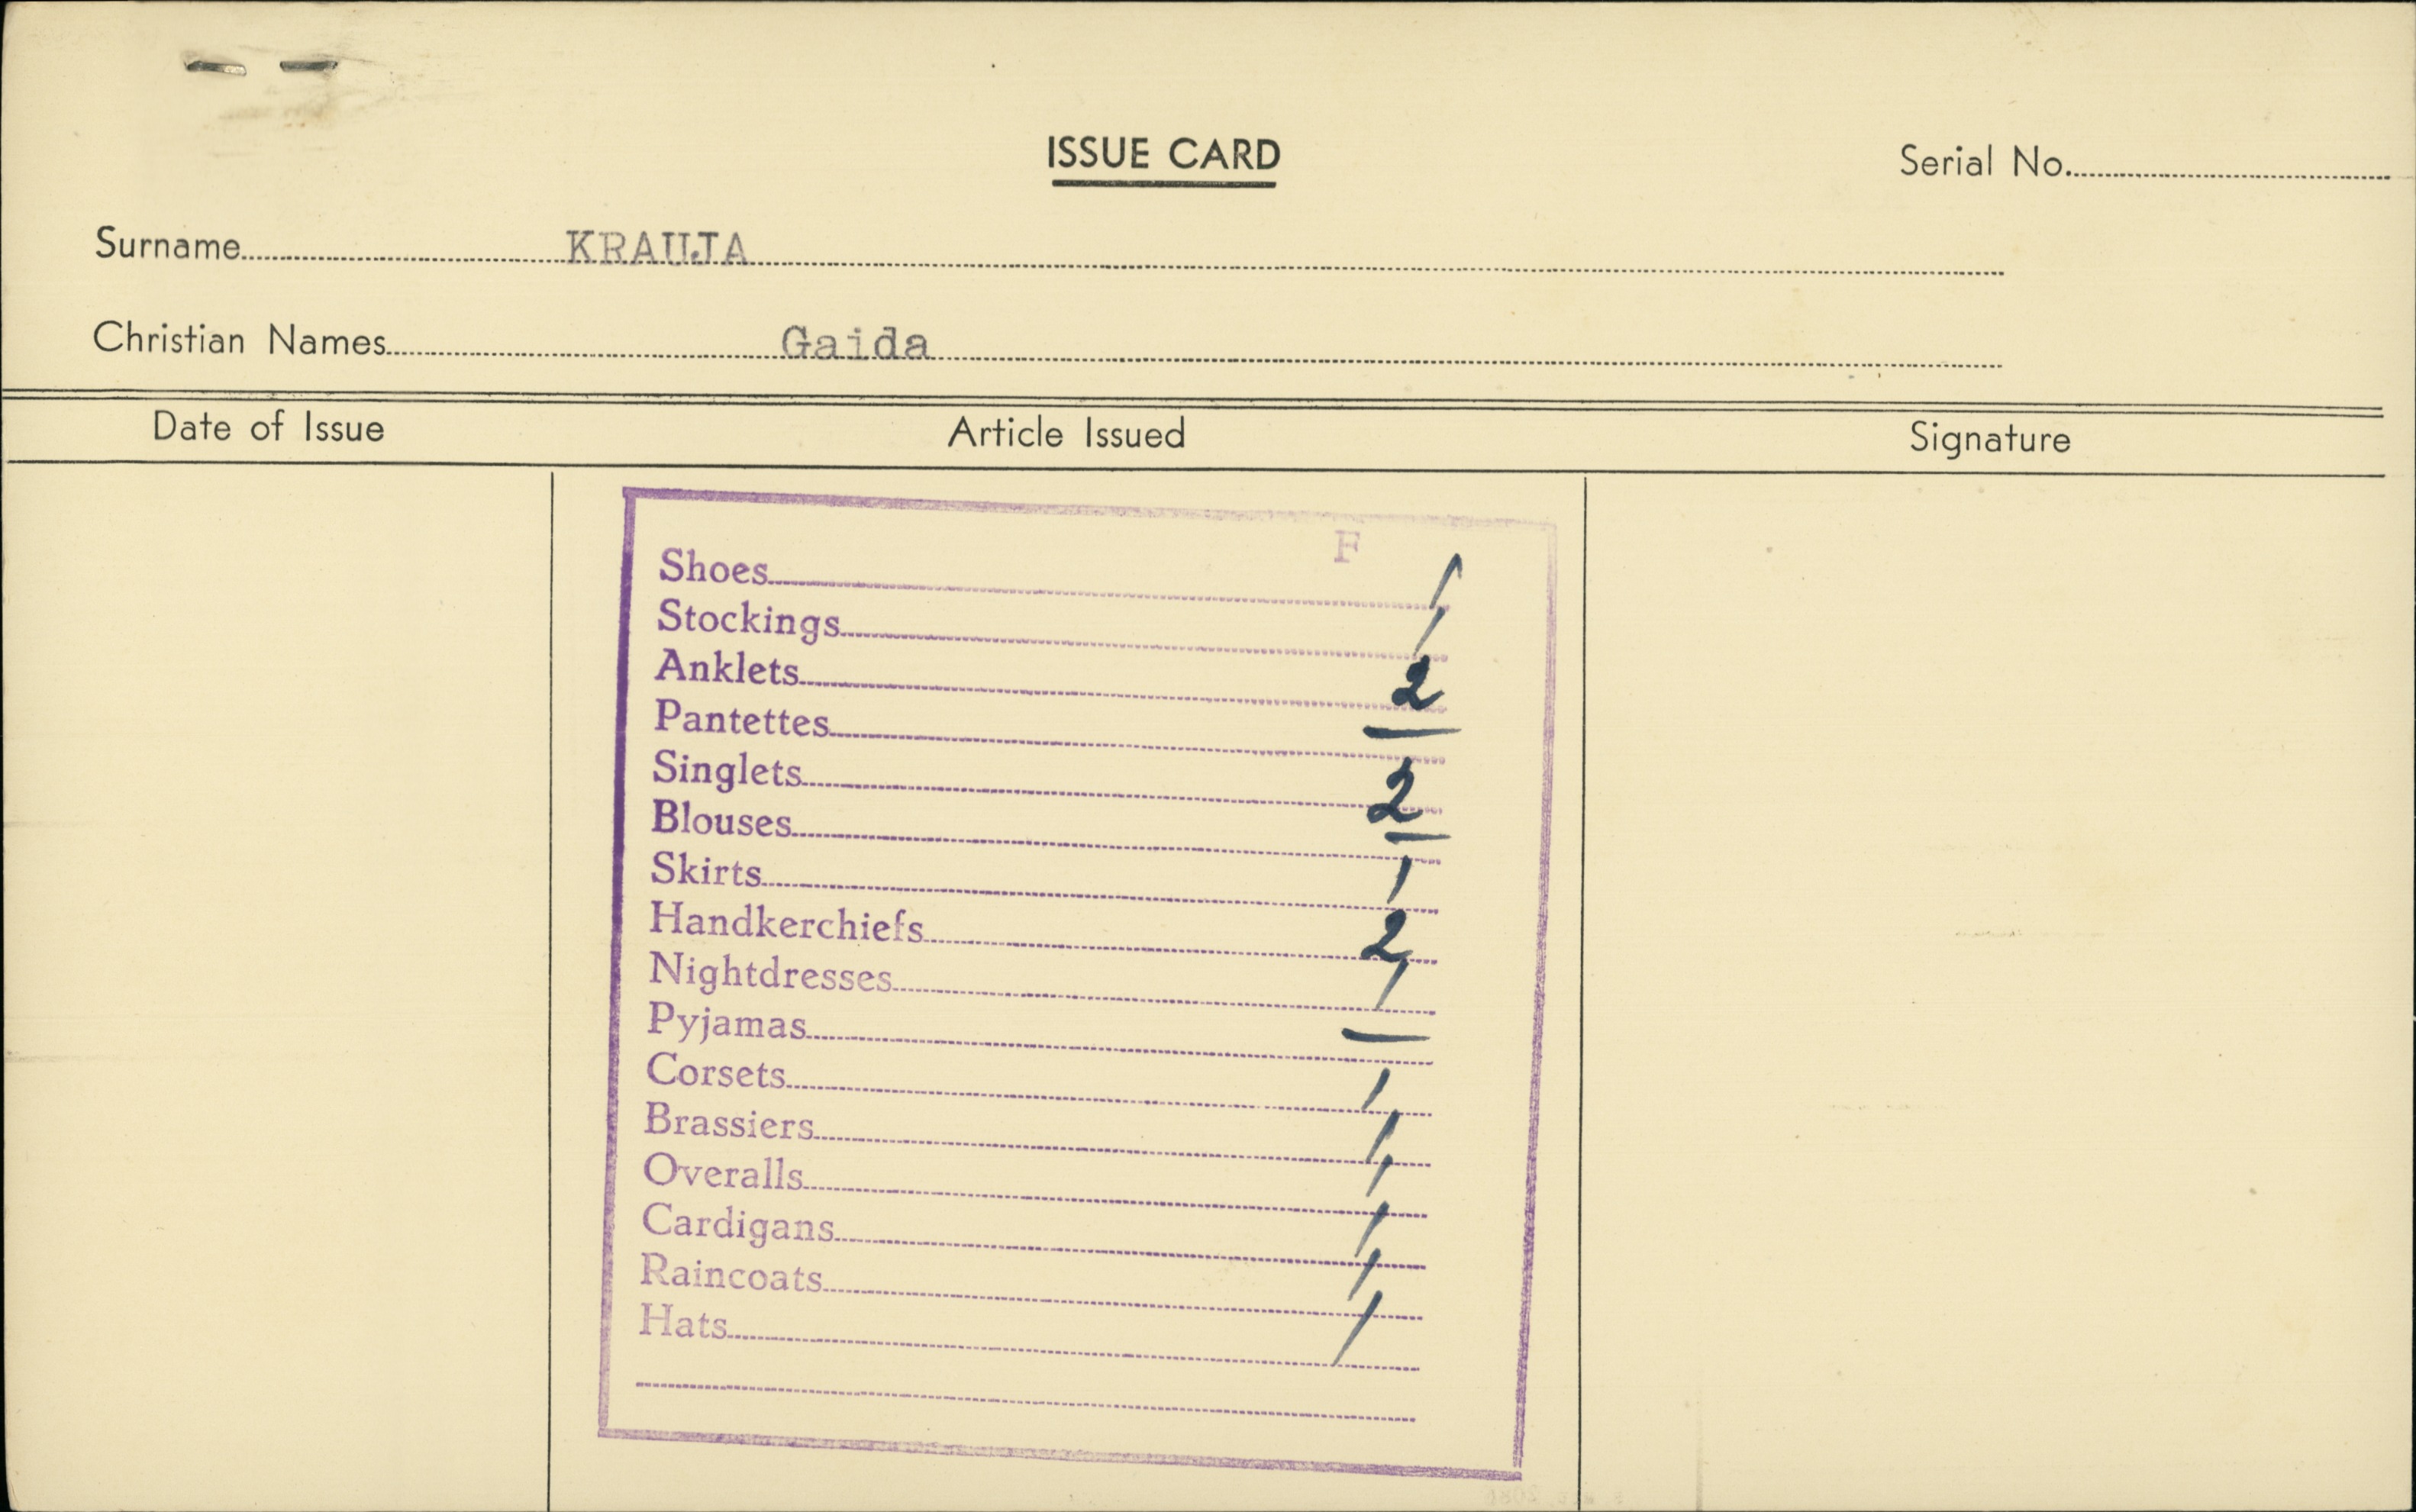 ISSUE CARD
Serial No.
Surname KRAUJA
Christian Names Gaida
Date of Issue Article Issued Signature
F
Shoes 1
Stockings 1
Anklets 2
Pantettes —
Singlets 2
Blouses —
Skirts 1
Handkerchiefs 2
Nightdresses 1
Pyjamas —
Corsets 1
Brassiers 1
Overalls 1
Cardigans 1
Raincoats 1
Hats 1